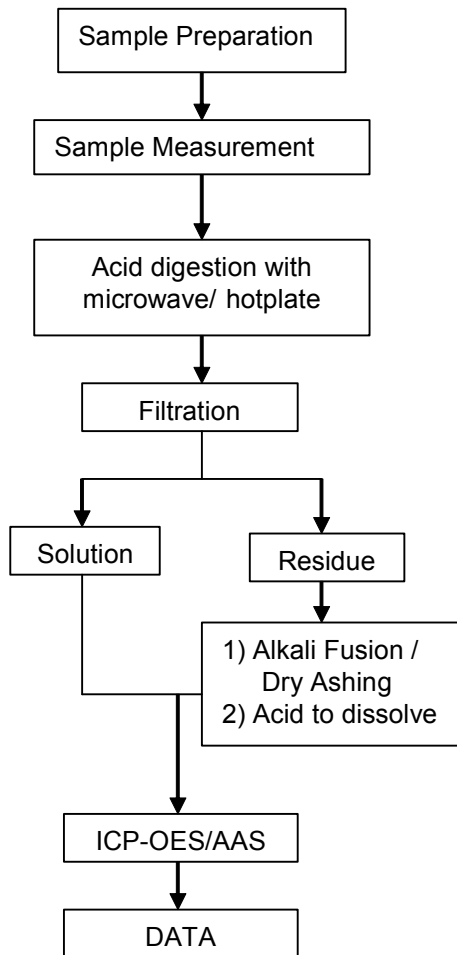 Sample Preparation
Sample Measurement
Acid digestion with
microwave/ hotplate
Filtration
Solution
Residue
1) Alkali Fusion /
Dry Ashing
2) Acid to dissolve
ICP-OES/AAS
DATA